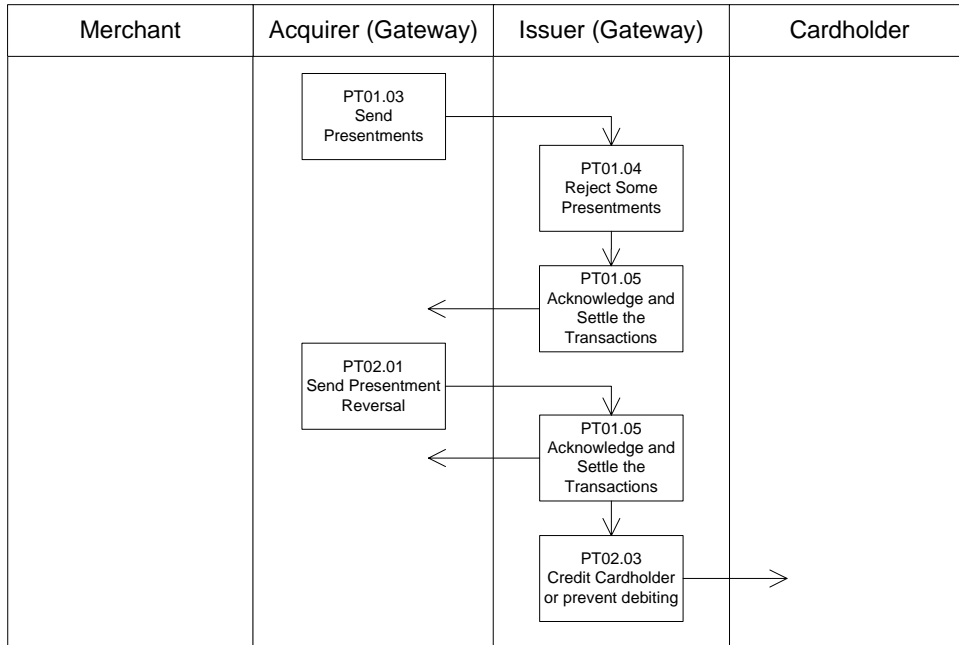 Merchant
Acquirer (Gateway)
Issuer (Gateway)
Cardholder
PT01.03
Send
Presentments
PT01.04
Reject Some
Presentments
PT01.05
Acknowledge and
Settle the
Transactions
PT02.01
Send Presentment
Reversal
PT01.05
Acknowledge and
Settle the
Transactions
PT02.03
Credit Cardholder
or prevent debiting